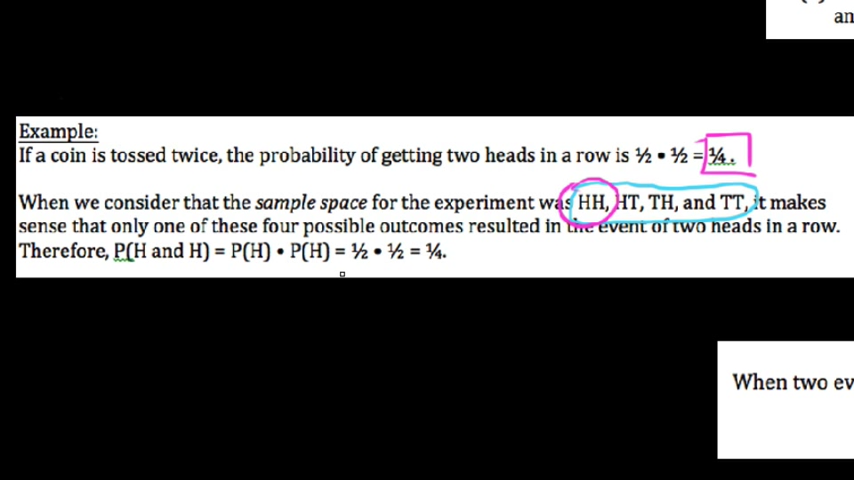 an
Example:
If a coin is tossed twice, the probability of getting two heads in a row is ½ • ½ = ¼.
When we consider that the sample space for the experiment was HH, HT, TH, and TT, it makes
sense that only one of these four possible outcomes resulted in the event of two heads in a row.
Therefore, P(H and H) = P(H) • P(H) = ½ • ½ = ¼.
When two ev